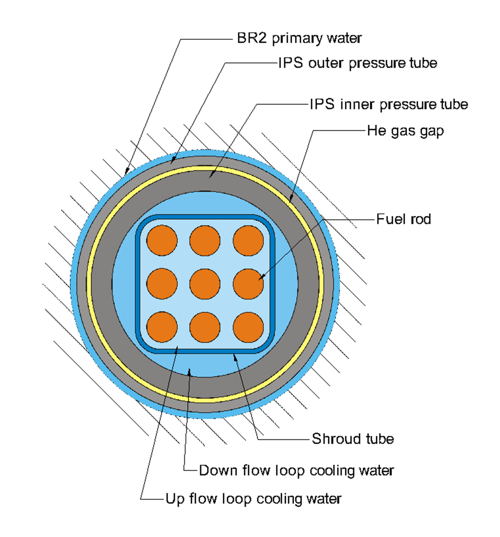 BR2 primary water
IPS outer pressure tube
IPS inner pressure tube
He gas gap
Fuel rod
Shroud tube
Down flow loop cooling water
Up flow loop cooling water